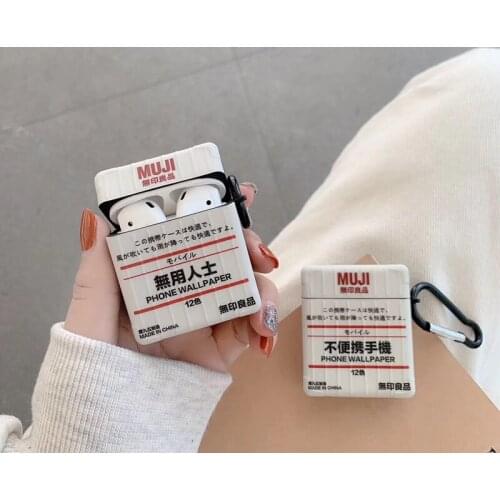 MUJI
無印良品
この携帯ケースは快適で、
風が吹いても雨が降っても快適ですよ。
モバイル
無用人士
PHONE WALLPAPER
12色
MADE IN CHINA
無印良品
MUJI
無印良品
この携帯ケースは快適で、
風が吹いても雨が降っても快適ですよ。
モバイル
不便携手機
PHONE WALLPAPER
12色
MADE IN CHINA
無印良品